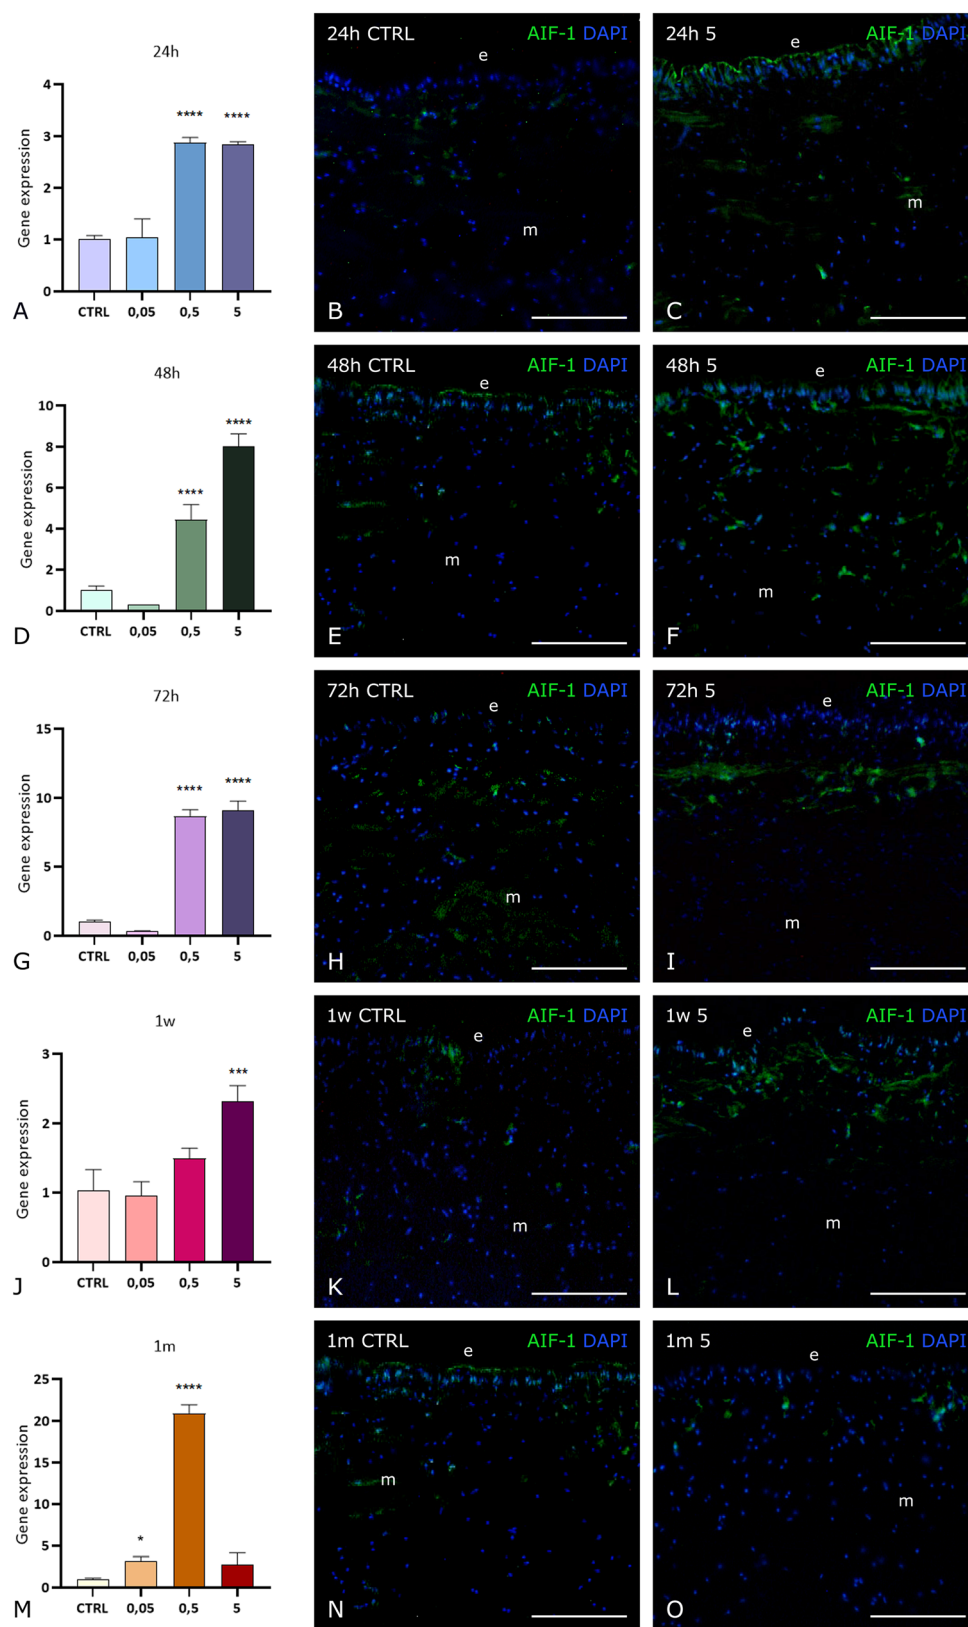 24h
Gene expression
4
3
2
1
0
****
****
CTRL 0,05 0,5 5
A
24h CTRL AIF-1 DAPI
e
m
B
24h 5 AIF-1 DAPI
e
m
C
48h
Gene expression
10
8
6
4
2
0
****
****
CTRL 0,05 0,5 5
D
48h CTRL AIF-1 DAPI
e
m
E
48h 5 AIF-1 DAPI
e
m
F
72h
Gene expression
15
10
5
0
****
****
CTRL 0,05 0,5 5
G
72h CTRL AIF-1 DAPI
e
m
H
72h 5 AIF-1 DAPI
e
m
I
1w
Gene expression
3
2
1
0
***
CTRL 0,05 0,5 5
J
1w CTRL AIF-1 DAPI
e
m
K
1w 5 AIF-1 DAPI
e
m
L
1m
Gene expression
25
20
15
10
5
0
*
****
CTRL 0,05 0,5 5
M
1m CTRL AIF-1 DAPI
e
m
N
1m 5 AIF-1 DAPI
e
m
O